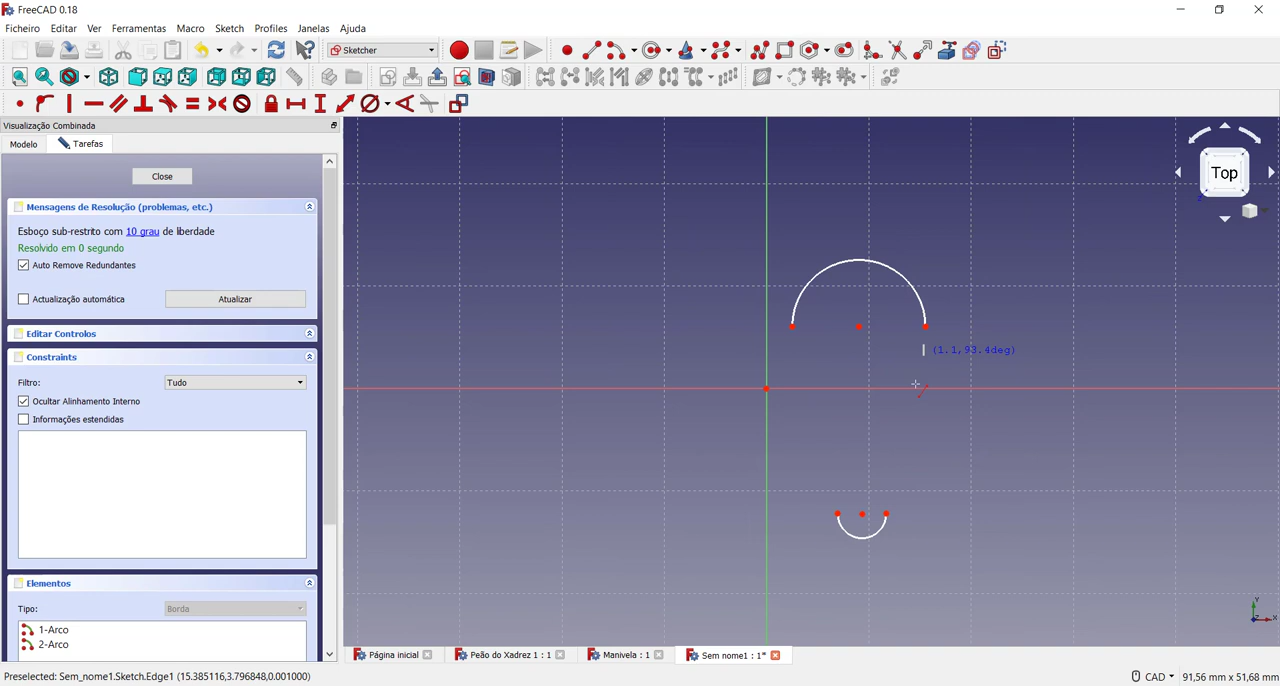 FreeCAD 0.18
Ficheiro Editar Ver Ferramentas Macro Sketch Profiles Janelas Ajuda
Sketcher
Visualização Combinada
Modelo Tarefas
Close
Mensagens de Resolução (problemas, etc.)
Esboço sub-restrito com 10 grau de liberdade
Resolvido em 0 segundo
Auto Remove Redundantes
Actualização automática Atualizar
Editar Controlos
Constraints
Filtro: Tudo
Ocultar Alinhamento Interno
Informações estendidas
Elementos
Tipo: Borda
1-Arco
2-Arco
Top
Z
(1.1,93.4deg)
Y
Z
X
Página inicial Peão do Xadrez 1 : 1 Manivela : 1 Sem nome1 : 1*
Preselected: Sem_nome1.Sketch.Edge1 (15.385116,3.796848,0.001000) CAD 91,56 mm x 51,68 mm